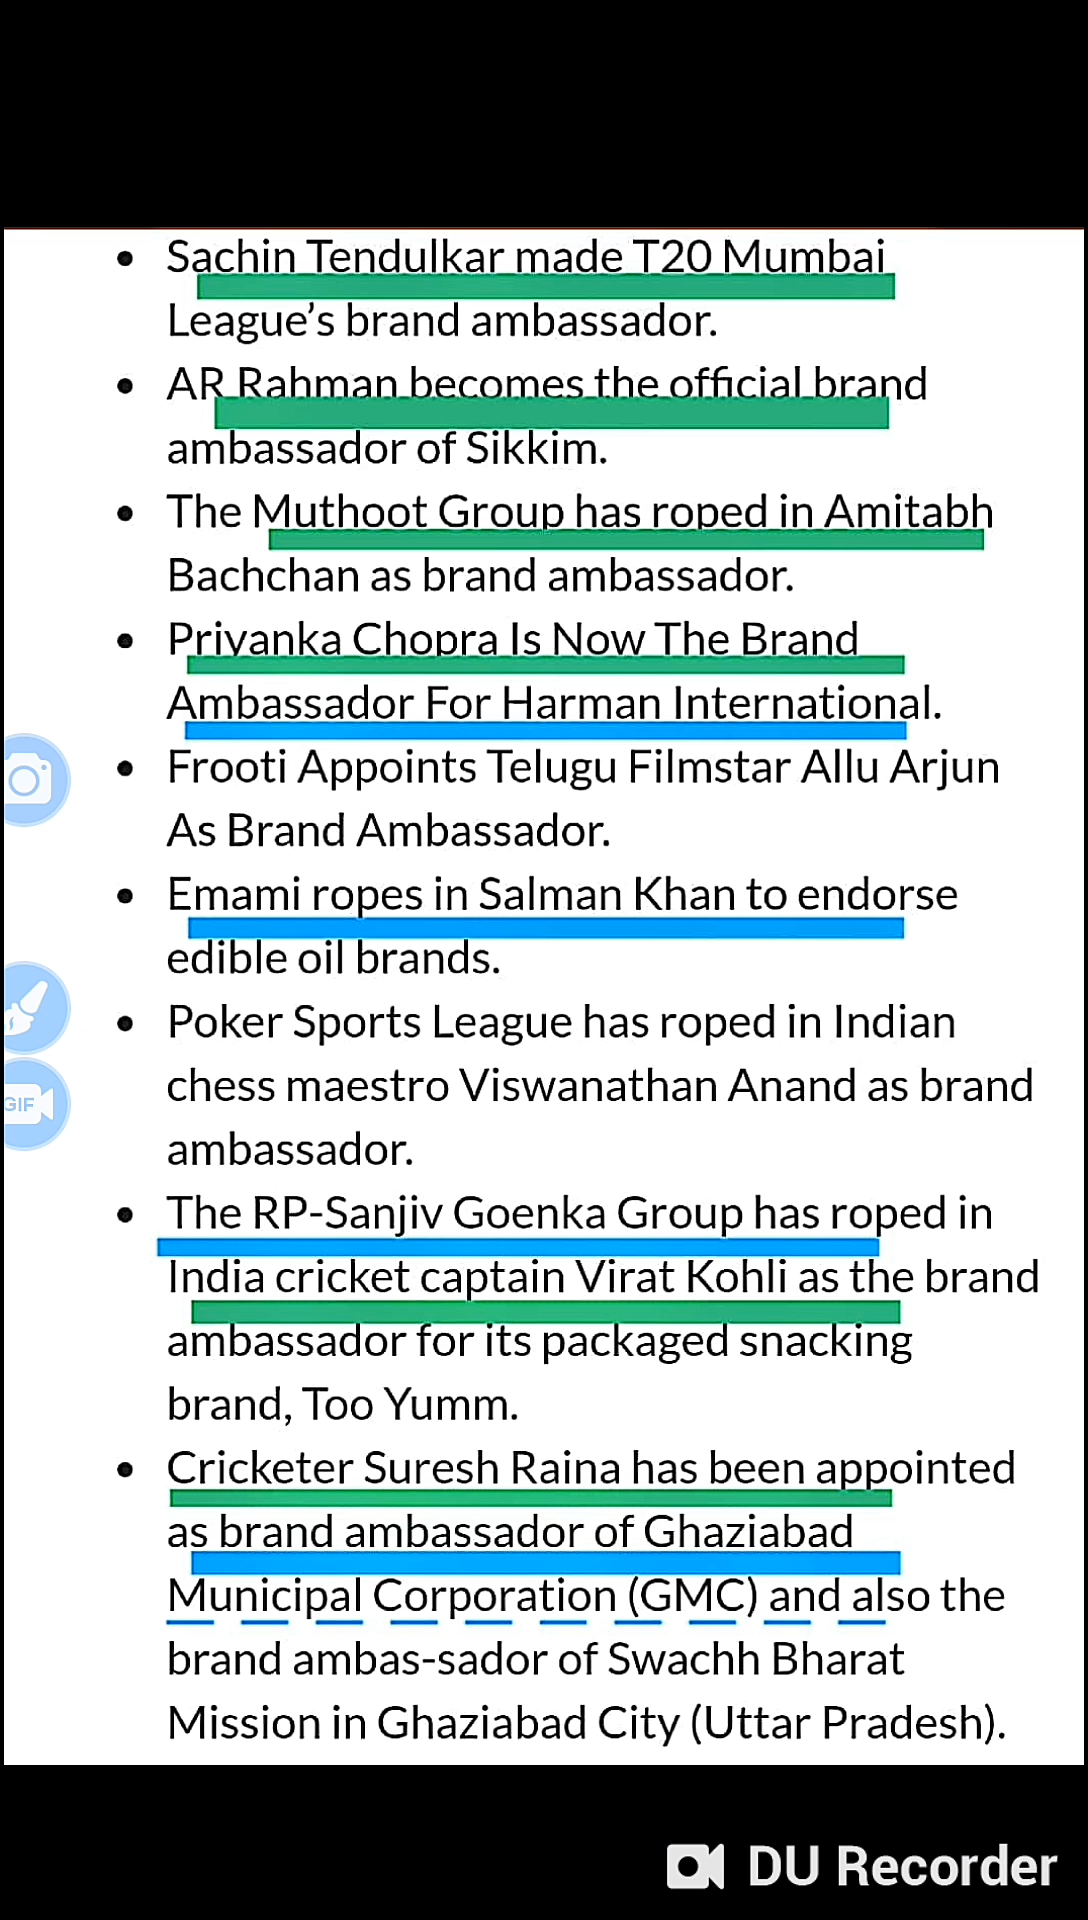 • Sachin Tendulkar made T20 Mumbai
League’s brand ambassador.
• AR Rahman becomes the official brand
ambassador of Sikkim.
• The Muthoot Group has roped in Amitabh
Bachchan as brand ambassador.
• Priyanka Chopra Is Now The Brand
Ambassador For Harman International.
• Frooti Appoints Telugu Filmstar Allu Arjun
As Brand Ambassador.
• Emami ropes in Salman Khan to endorse
edible oil brands.
• Poker Sports League has roped in Indian
chess maestro Viswanathan Anand as brand
ambassador.
• The RP-Sanjiv Goenka Group has roped in
India cricket captain Virat Kohli as the brand
ambassador for its packaged snacking
brand, Too Yumm.
• Cricketer Suresh Raina has been appointed
as brand ambassador of Ghaziabad
Municipal Corporation (GMC) and also the
brand ambas-sador of Swachh Bharat
Mission in Ghaziabad City (Uttar Pradesh).
GIF
DU Recorder